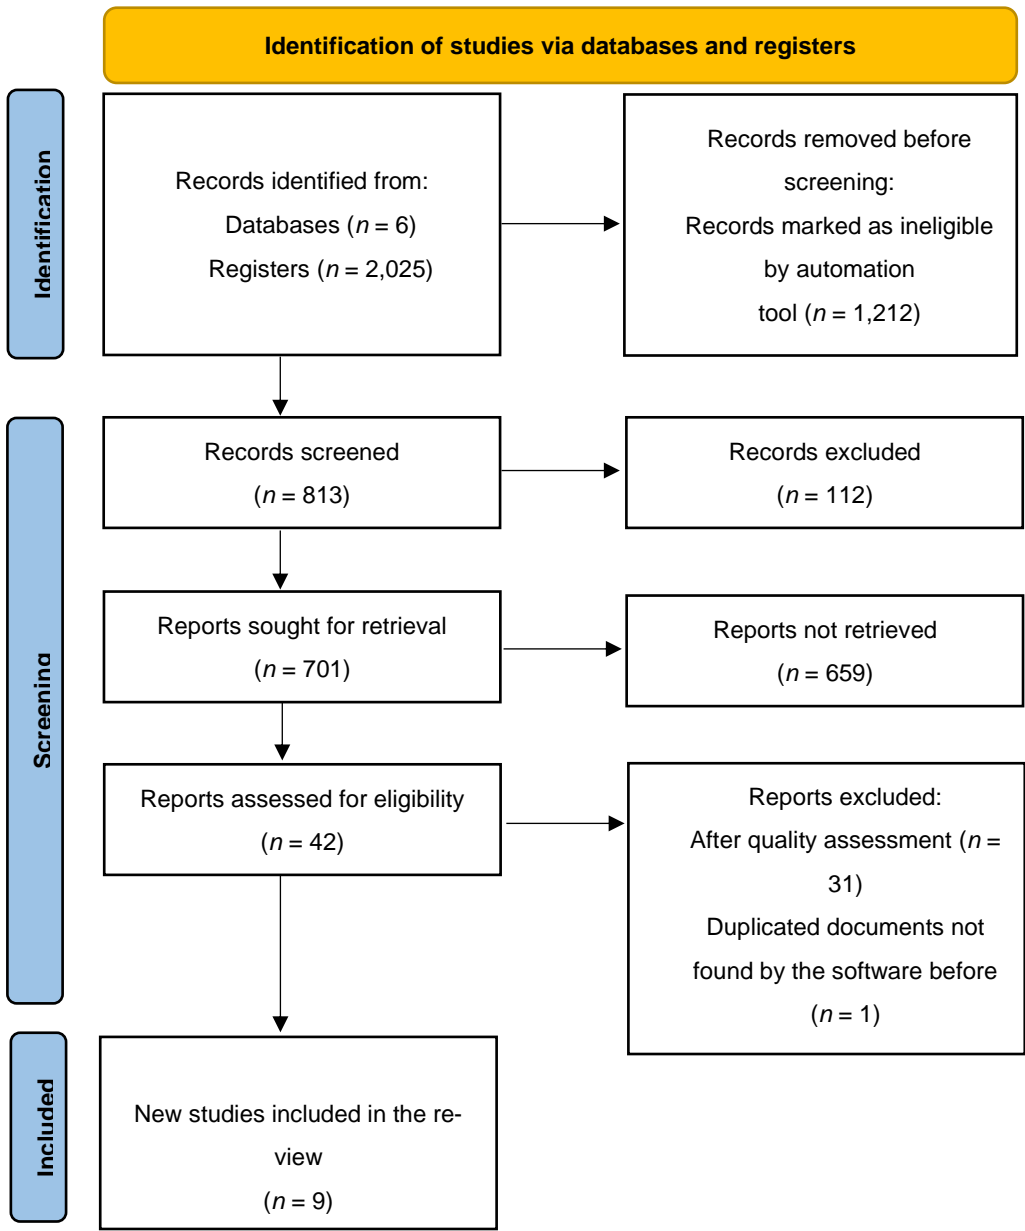 Identification of studies via databases and registers
Identification
Records identified from:
Databases (n = 6)
Registers (n = 2,025)
Records removed before
screening:
Records marked as ineligible
by automation
tool (n = 1,212)
Screening
Records screened
(n = 813)
Records excluded
(n = 112)
Reports sought for retrieval
(n = 701)
Reports not retrieved
(n = 659)
Reports assessed for eligibility
(n = 42)
Reports excluded:
After quality assessment (n =
31)
Duplicated documents not
found by the software before
(n = 1)
Included
New studies included in the re-
view
(n = 9)